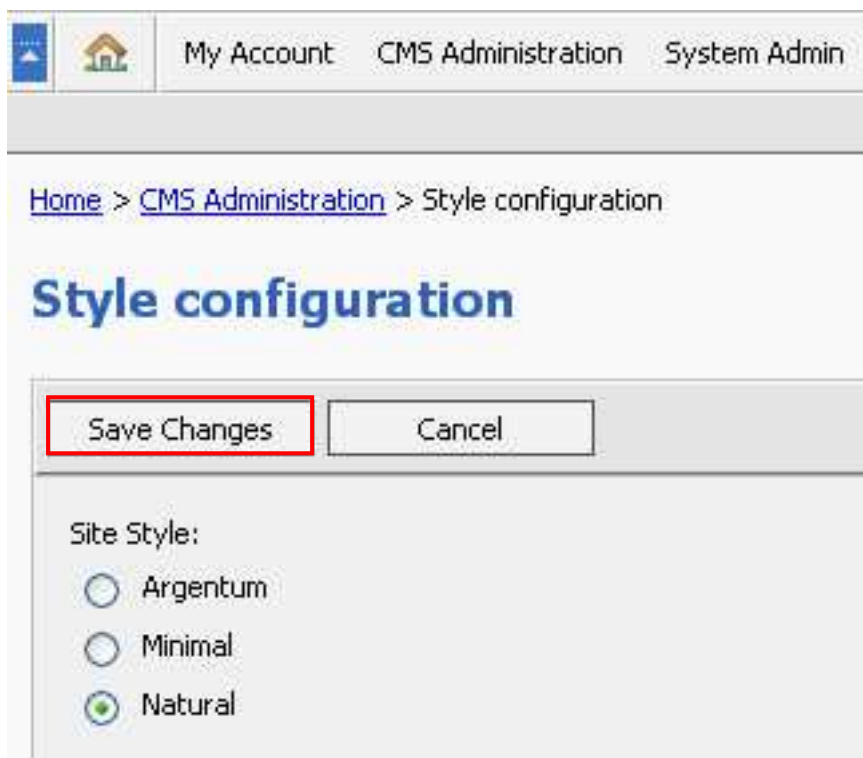 My Account CMS Administration System Admin
Home > CMS Administration > Style configuration
Style configuration
Save Changes Cancel
Site Style:
Argentum
Minimal
Natural